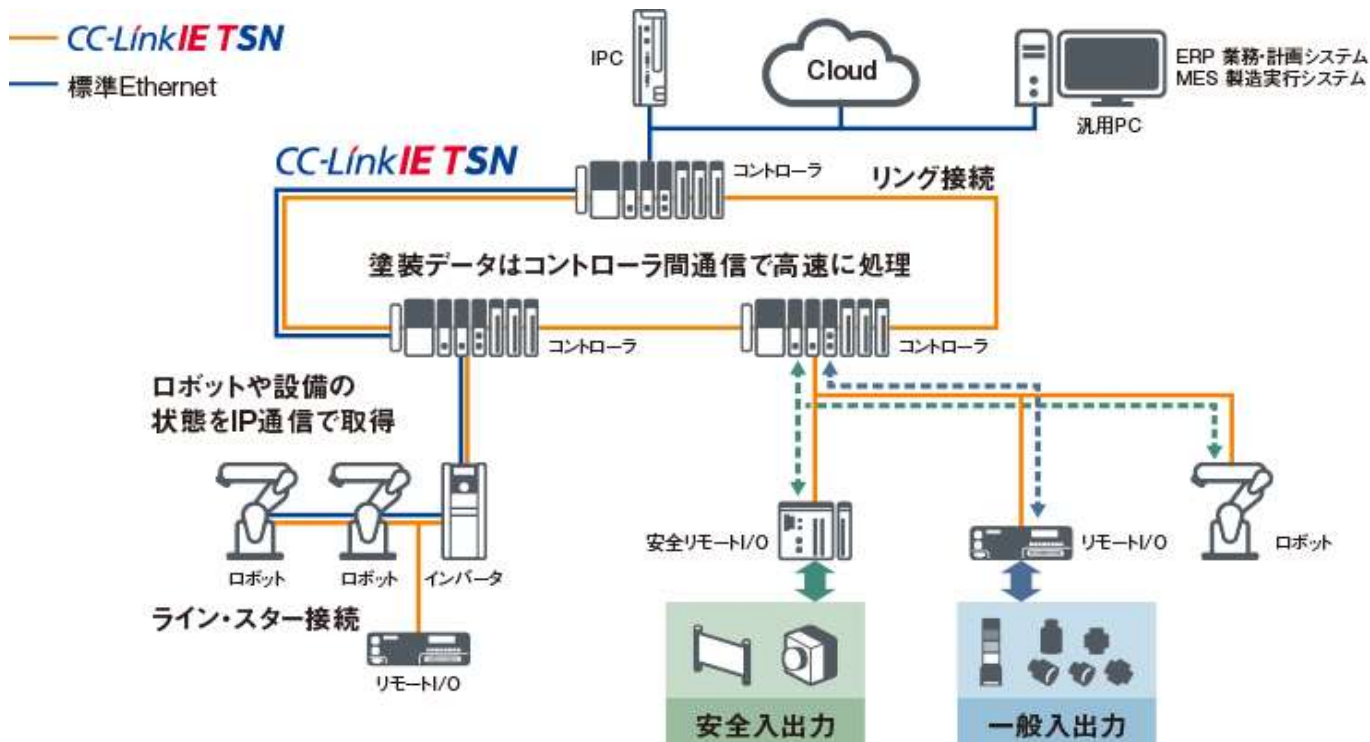 CC-Link IE TSN
標準Ethernet
IPC
Cloud
ERP 業務・計画システム
MES 製造実行システム
汎用PC
CC-Link IE TSN
コントローラ
リング接続
塗装データはコントローラ間通信で高速に処理
コントローラ
コントローラ
ロボットや設備の
状態をIP通信で取得
ロボット
ロボット
インバータ
安全リモートI/O
リモートI/O
ロボット
ライン・スター接続
リモートI/O
安全入出力
一般入出力